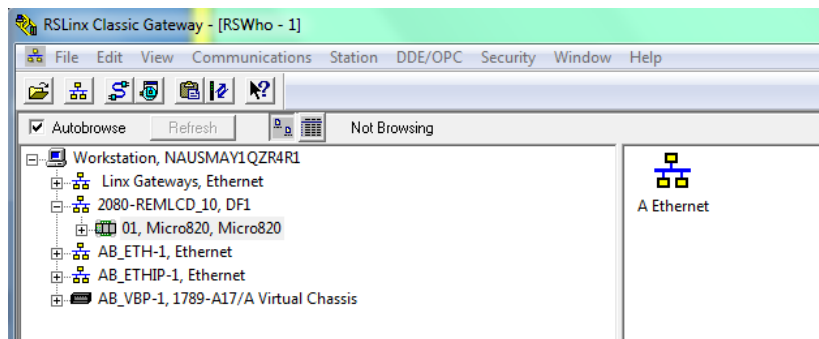 RSLinx Classic Gateway - [RSWho - 1]
File Edit View Communications Station DDE/OPC Security Window Help
Autobrowse Refresh Not Browsing
Workstation, NAUSMAY1QZR4R1
Linx Gateways, Ethernet
2080-REMLCD_10, DF1
01, Micro820, Micro820
AB_ETH-1, Ethernet
AB_ETHIP-1, Ethernet
AB_VBP-1, 1789-A17/A Virtual Chassis
A Ethernet